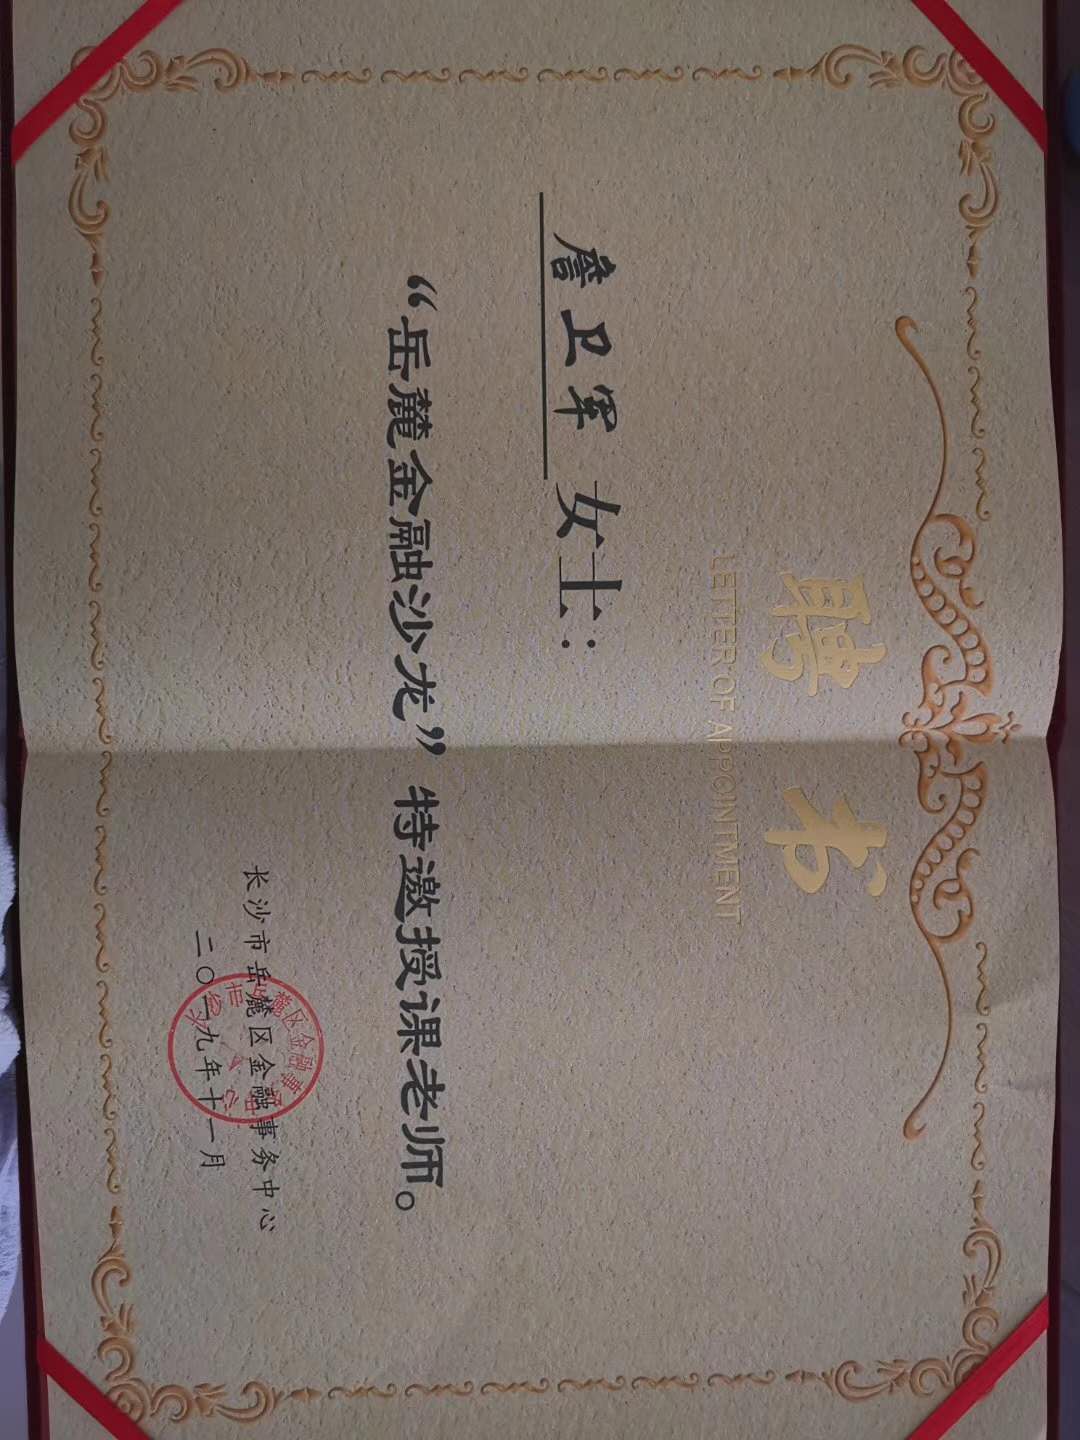 聘书
LETTER OF APPOINTMENT
詹卫军 女士：
“岳麓金融沙龙”特邀授课老师。
长沙市岳麓区金融事务中心
二〇一九年十一月